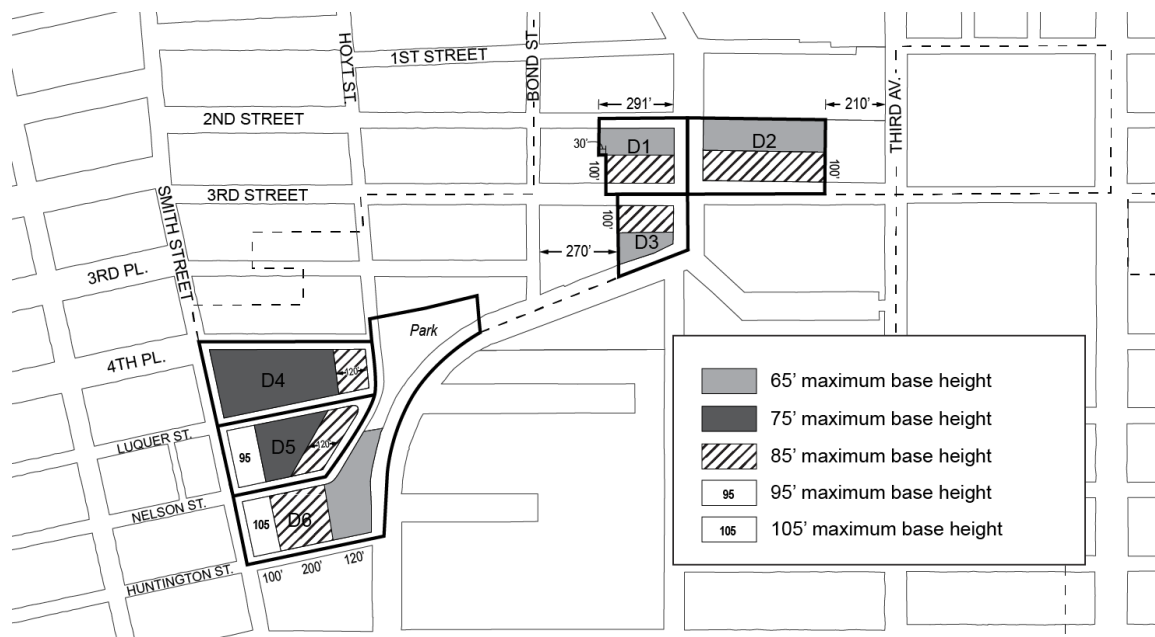 HOYT ST.
BOND ST.
1ST STREET
2ND STREET
291'
210'
THIRD AV.
30'
D1
D2
100'
100'
3RD STREET
100'
D3
270'
SMITH STREET
3RD PL.
Park
4TH PL.
D4
120'
LUQUER ST.
95
D5
120'
NELSON ST.
105
D6
HUNTINGTON ST.
100'
200'
120'
65' maximum base height
75' maximum base height
85' maximum base height
95 95' maximum base height
105 105' maximum base height